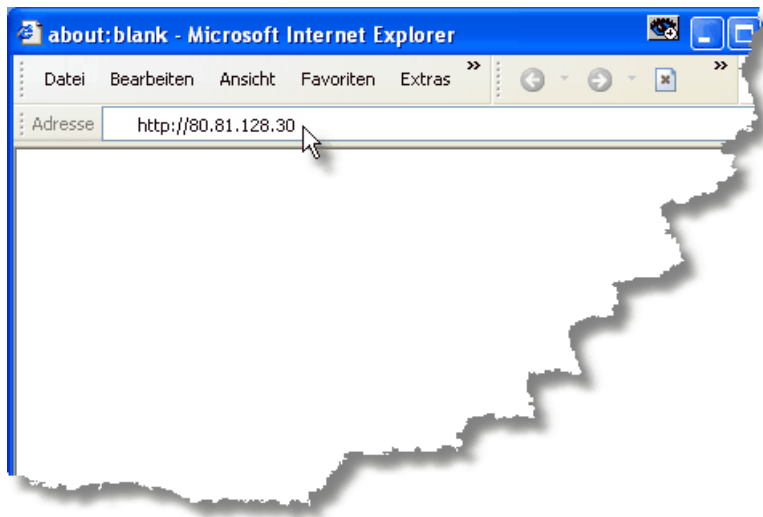 about:blank - Microsoft Internet Explorer
Datei Bearbeiten Ansicht Favoriten Extras »  »
Adresse http://80.81.128.30